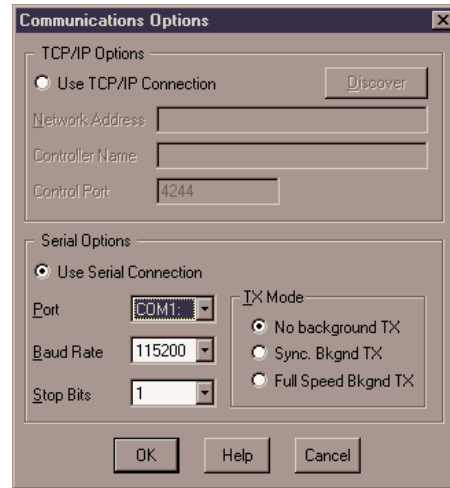 Communications Options
TCP/IP Options
Use TCP/IP Connection
Discover
Network Address
Controller Name
Control Port 4244
Serial Options
Use Serial Connection
Port COM1:
Baud Rate 115200
Stop Bits 1
TX Mode
No background TX
Sync. Bkgnd TX
Full Speed Bkgnd TX
OK Help Cancel